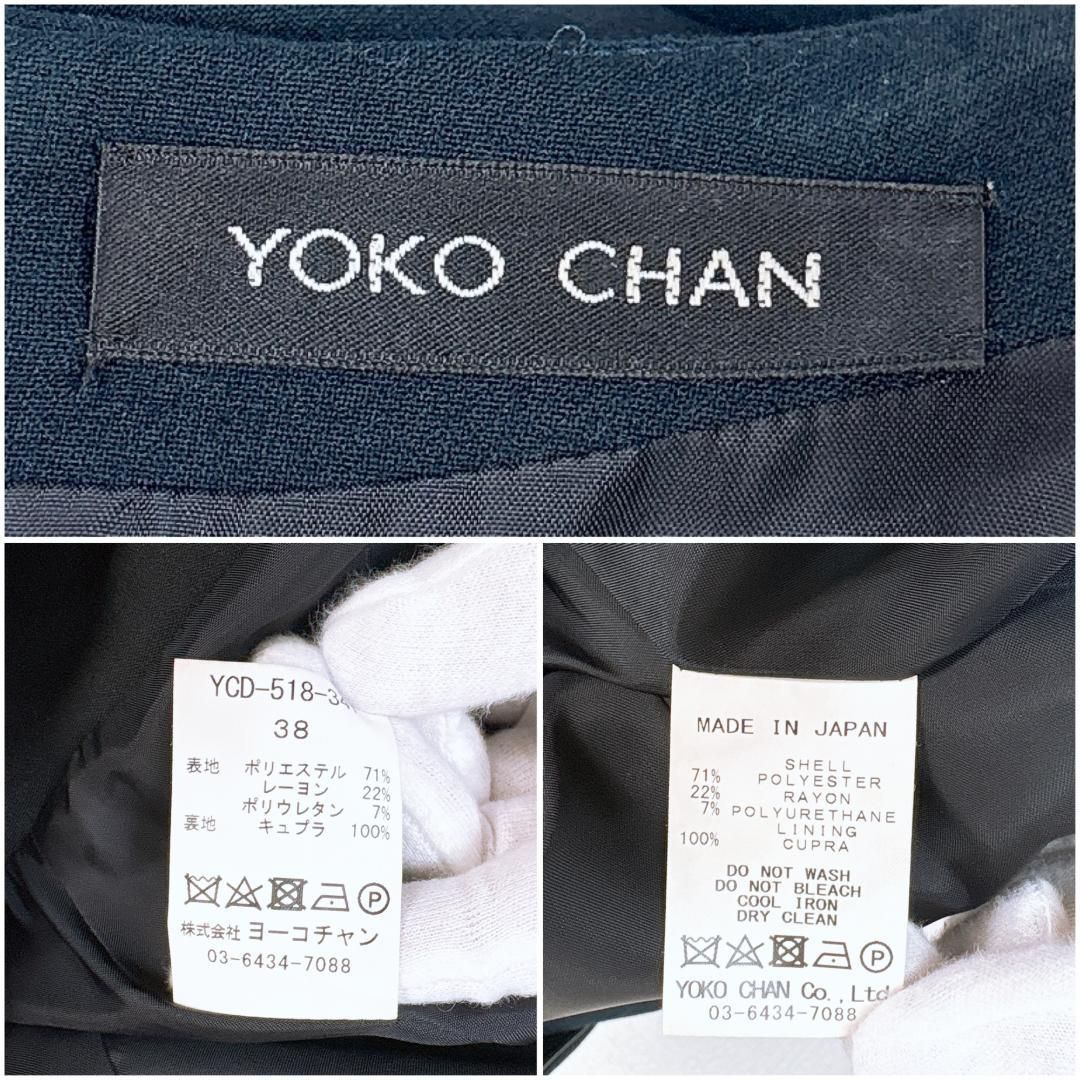 YOKO CHAN
YCD-518-3
38
表地 ポリエステル 71%
レーヨン 22%
ポリウレタン 7%
裏地 キュプラ 100%
株式会社 ヨーコチャン
03-6434-7088
MADE IN JAPAN
SHELL
71% POLYESTER
22% RAYON
7% POLYURETHANE
LINING
100% CUPRA
DO NOT WASH
DO NOT BLEACH
COOL IRON
DRY CLEAN
YOKO CHAN Co., Ltd
03-6434-7088